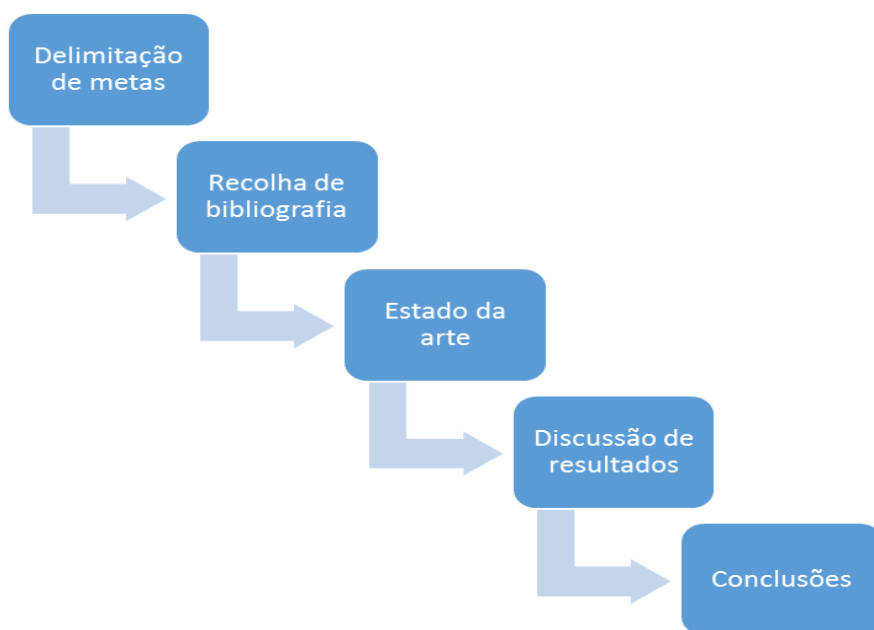 Delimitação
de metas
Recolha de
bibliografia
Estado da
arte
Discussão de
resultados
Conclusões